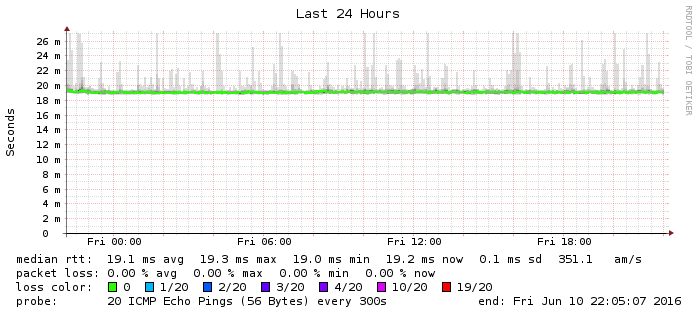 Last 24 Hours
RRDTOOL / TOBI OETIKER
Seconds
26 m
24 m
22 m
20 m
18 m
16 m
14 m
12 m
10 m
8 m
6 m
4 m
2 m
0
Fri 00:00 Fri 06:00 Fri 12:00 Fri 18:00
median rtt: 19.1 ms avg 19.3 ms max 19.0 ms min 19.2 ms now 0.1 ms sd 351.1 am/s
packet loss: 0.00 % avg 0.00 % max 0.00 % min 0.00 % now
loss color: 0 1/20 2/20 3/20 4/20 10/20 19/20
probe: 20 ICMP Echo Pings (56 Bytes) every 300s end: Fri Jun 10 22:05:07 2016